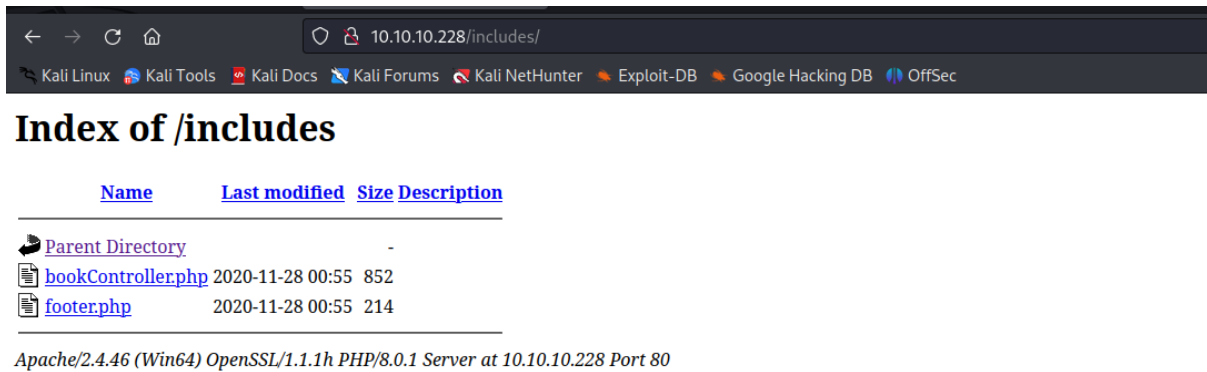 10.10.10.228/includes/
Kali Linux Kali Tools Kali Docs Kali Forums Kali NetHunter Exploit-DB Google Hacking DB OffSec
Index of /includes
Name Last modified Size Description
Parent Directory -
bookController.php 2020-11-28 00:55 852
footer.php 2020-11-28 00:55 214
Apache/2.4.46 (Win64) OpenSSL/1.1.1h PHP/8.0.1 Server at 10.10.10.228 Port 80